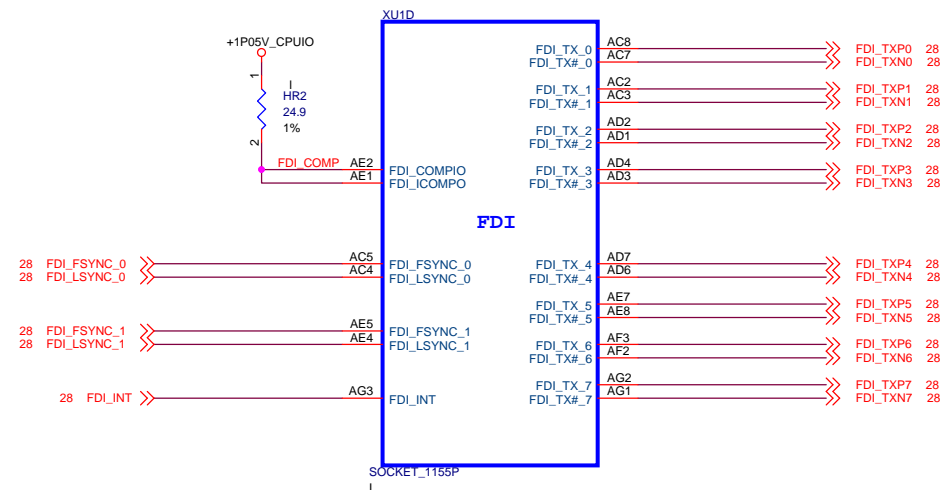 XU1D
+1P05V_CPUIO
1
I
HR2
24.9
1%
2
FDI_COMP
AE2
FDI_COMPIO
AE1
FDI_ICOMPO
FDI
28 FDI_FSYNC_0
AC5
FDI_FSYNC_0
28 FDI_LSYNC_0
AC4
FDI_LSYNC_0
28 FDI_FSYNC_1
AE5
FDI_FSYNC_1
28 FDI_LSYNC_1
AE4
FDI_LSYNC_1
28 FDI_INT
AG3
FDI_INT
FDI_TX_0 AC8 FDI_TXP0 28
FDI_TX#_0 AC7 FDI_TXN0 28
FDI_TX_1 AC2 FDI_TXP1 28
FDI_TX#_1 AC3 FDI_TXN1 28
FDI_TX_2 AD2 FDI_TXP2 28
FDI_TX#_2 AD1 FDI_TXN2 28
FDI_TX_3 AD4 FDI_TXP3 28
FDI_TX#_3 AD3 FDI_TXN3 28
FDI_TX_4 AD7 FDI_TXP4 28
FDI_TX#_4 AD6 FDI_TXN4 28
FDI_TX_5 AE7 FDI_TXP5 28
FDI_TX#_5 AE8 FDI_TXN5 28
FDI_TX_6 AF3 FDI_TXP6 28
FDI_TX#_6 AF2 FDI_TXN6 28
FDI_TX_7 AG2 FDI_TXP7 28
FDI_TX#_7 AG1 FDI_TXN7 28
SOCKET_1155P
I